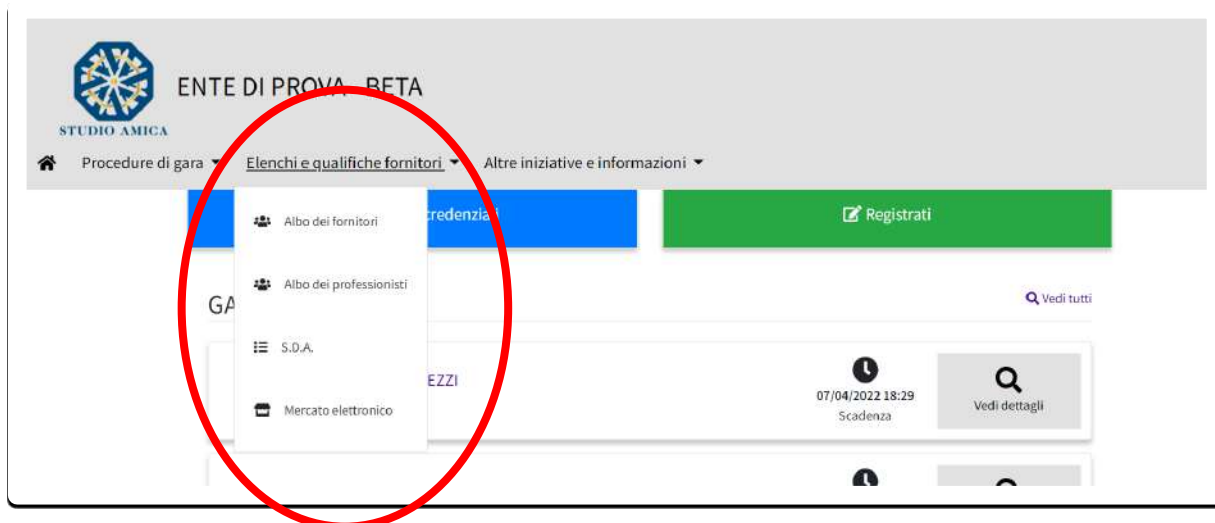 ENTE DI PROVA - BETA
STUDIO AMICA
Procedure di gara
Elenchi e qualifiche fornitori
Altre iniziative e informazioni
credenziali
Registrati
Albo dei fornitori
Albo dei professionisti
S.D.A.
Mercato elettronico
GA
Vedi tutti
EZZI
07/04/2022 18:29
Scadenza
Vedi dettagli